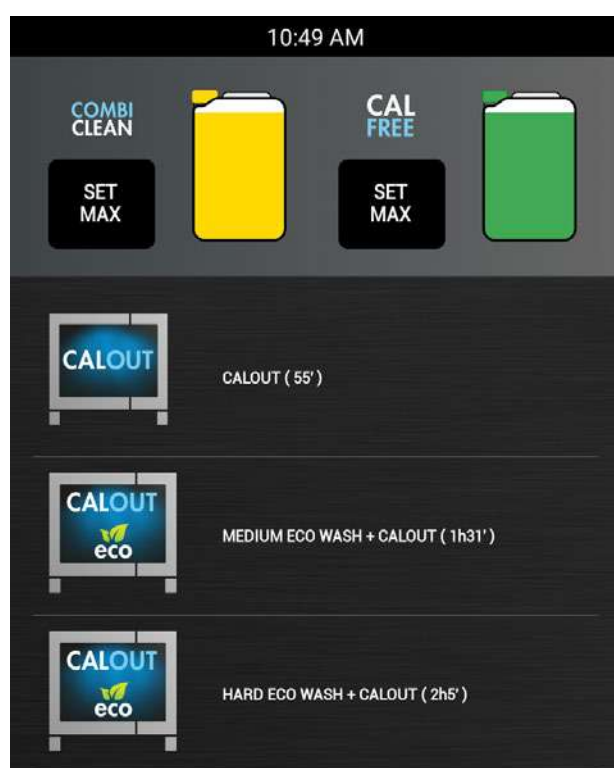 10:49 AM
COMBI
CLEAN
SET
MAX
CAL
FREE
SET
MAX
CALOUT
CALOUT ( 55' )
CALOUT
eco
MEDIUM ECO WASH + CALOUT ( 1h31' )
CALOUT
eco
HARD ECO WASH + CALOUT ( 2h5' )